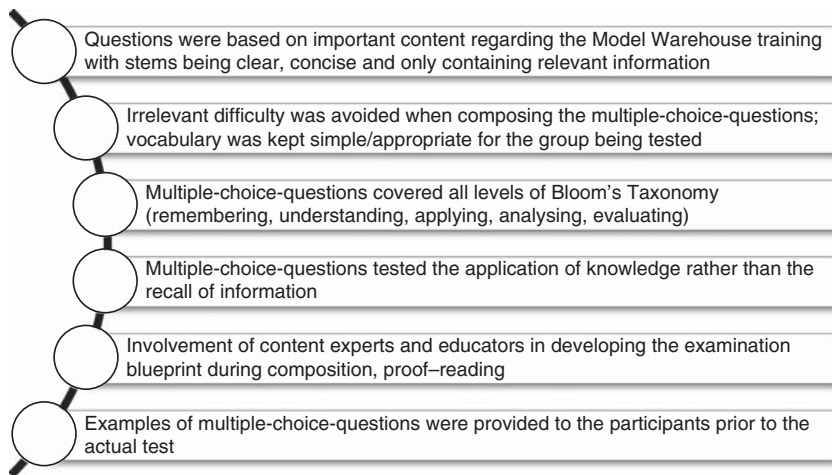 Questions were based on important content regarding the Model Warehouse training
with stems being clear, concise and only containing relevant information
Irrelevant difficulty was avoided when composing the multiple-choice-questions;
vocabulary was kept simple/appropriate for the group being tested
Multiple-choice-questions covered all levels of Bloom's Taxonomy
(remembering, understanding, applying, analysing, evaluating)
Multiple-choice-questions tested the application of knowledge rather than the
recall of information
Involvement of content experts and educators in developing the examination
blueprint during composition, proof–reading
Examples of multiple-choice-questions were provided to the participants prior to the
actual test